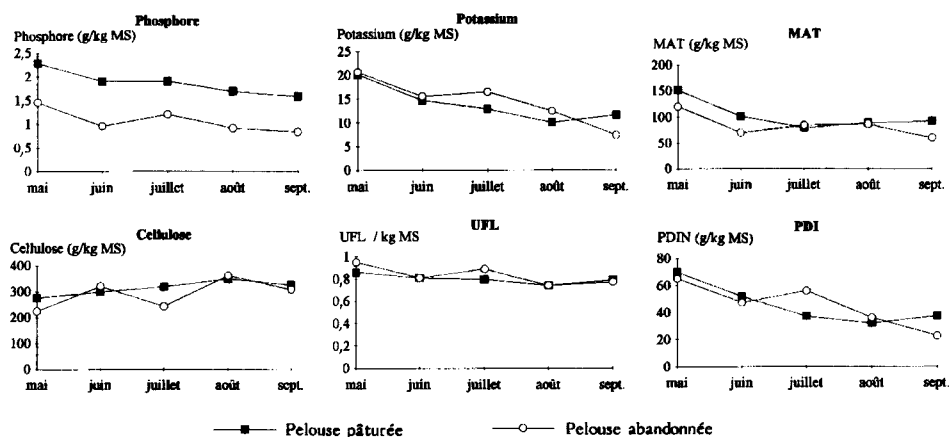 Phosphore
Phosphore (g/kg MS)
2,5
2
1,5
1
0,5
0
mai juin juillet août sept.
Potassium
Potassium (g/kg MS)
25
20
15
10
5
0
mai juin juillet août sept.
MAT
MAT (g/kg MS)
200
150
100
50
0
mai juin juillet août sept.
Cellulose
Cellulose (g/kg MS)
400
300
200
100
0
mai juin juillet août sept.
UFL
UFL / kg MS
1
0,8
0,6
0,4
0,2
0
mai juin juillet août sept.
PDI
PDIN (g/kg MS)
80
60
40
20
0
mai juin juillet août sept.
Pelouse pâturée
Pelouse abandonnée